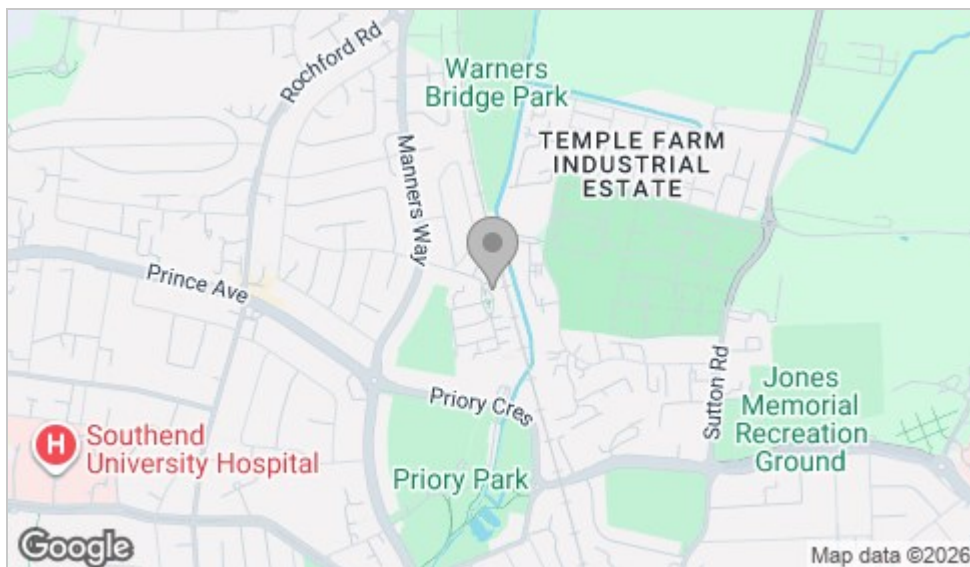 Rochford Rd
Warners
Bridge Park
TEMPLE FARM
INDUSTRIAL
ESTATE
Manners Way
Prince Ave
Priory Cres
Sutton Rd
Jones
Memorial
Recreation
Ground
H
Southend
University Hospital
Priory Park
Google
Map data ©2026